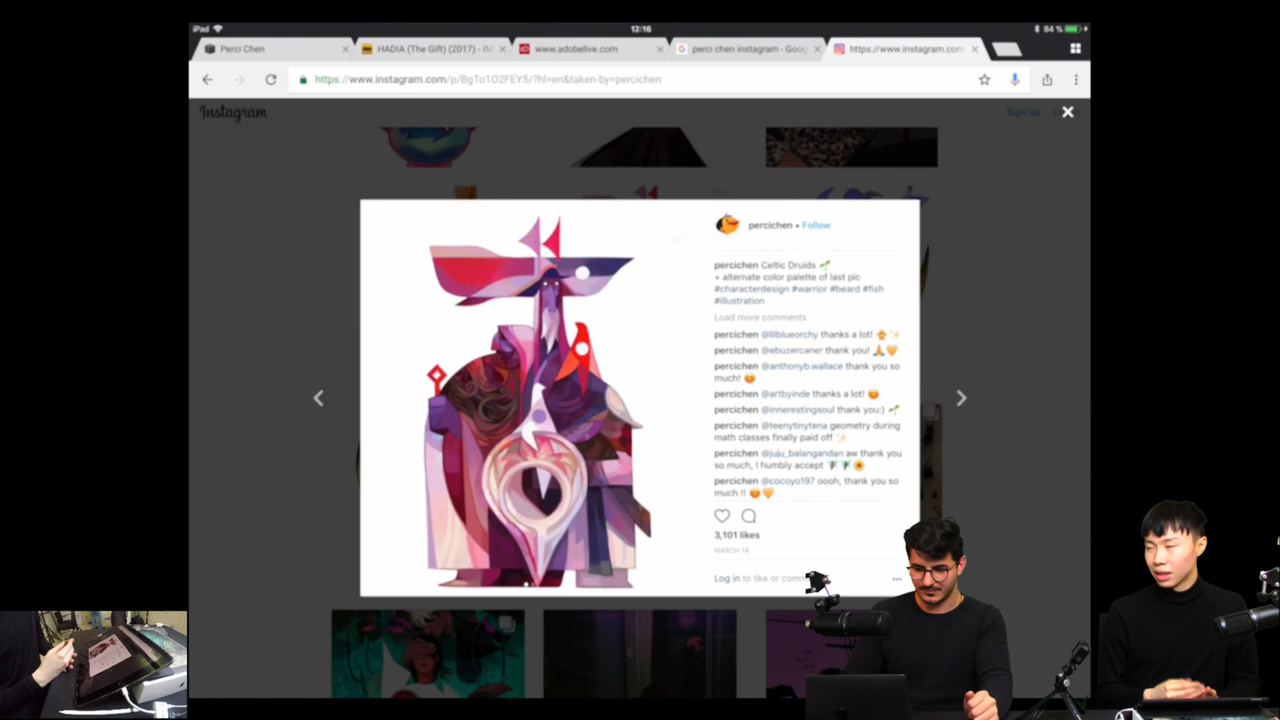 iPad
12:16
84 %
Perci Chen
HADIA (The Gift) (2017) - IM
www.adobelive.com
perci chen instagram - Goog
https://www.instagram.com
https://www.instagram.com/p/BgTo1O2FEY5/?hl=en&taken-by=percichen
Instagram
Sign up
percichen • Follow
percichen Celtic Druids
+ alternate color palette of last pic
#characterdesign #warrior #beard #fish
#illustration
Load more comments
percichen @lilblueorchy thanks a lot!
percichen @ebuzercaner thank you!
percichen @anthonyb.wallace thank you so
much!
percichen @artbyinde thanks a lot!
percichen @innerestingsoul thank you:)
percichen @teenytinytena geometry during
math classes finally paid off
percichen @juju_balangandan aw thank you
so much, I humbly accept
percichen @cocoyo197 oooh, thank you so
much !!
3,101 likes
MARCH 14
Log in to like or comm